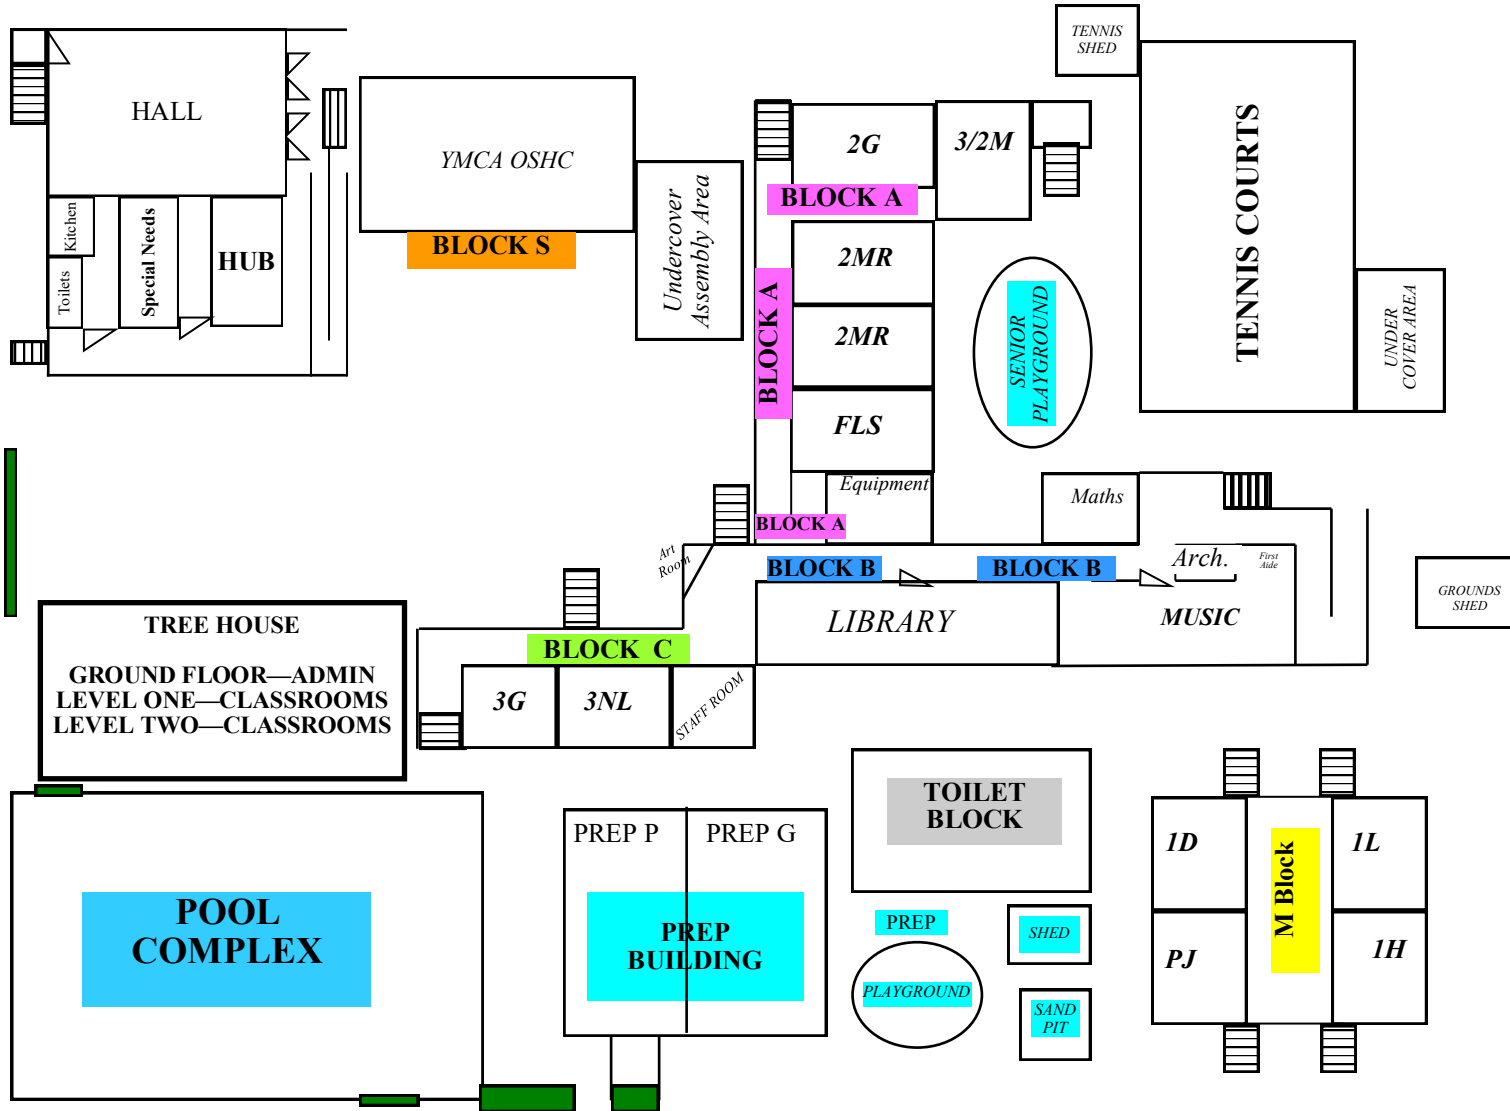 TENNIS
SHED
HALL
YMCA OSHC
2G
3/2M
BLOCK A
TENNIS COURTS
Kitchen
Toilets
Special Needs
HUB
BLOCK S
Undercover
Assembly Area
2MR
BLOCK A
2MR
SENIOR
PLAYGROUND
UNDER
COVER AREA
FLS
Equipment
Maths
BLOCK A
Art
Room
BLOCK B
BLOCK B
Arch.
First
Aide
GROUNDS
SHED
LIBRARY
MUSIC
TREE HOUSE
GROUND FLOOR—ADMIN
LEVEL ONE—CLASSROOMS
LEVEL TWO—CLASSROOMS
BLOCK C
3G
3NL
STAFF ROOM
TOILET
BLOCK
PREP P
PREP G
1D
1L
M Block
PJ
1H
POOL
COMPLEX
PREP
BUILDING
PREP
PLAYGROUND
SHED
SAND
PIT